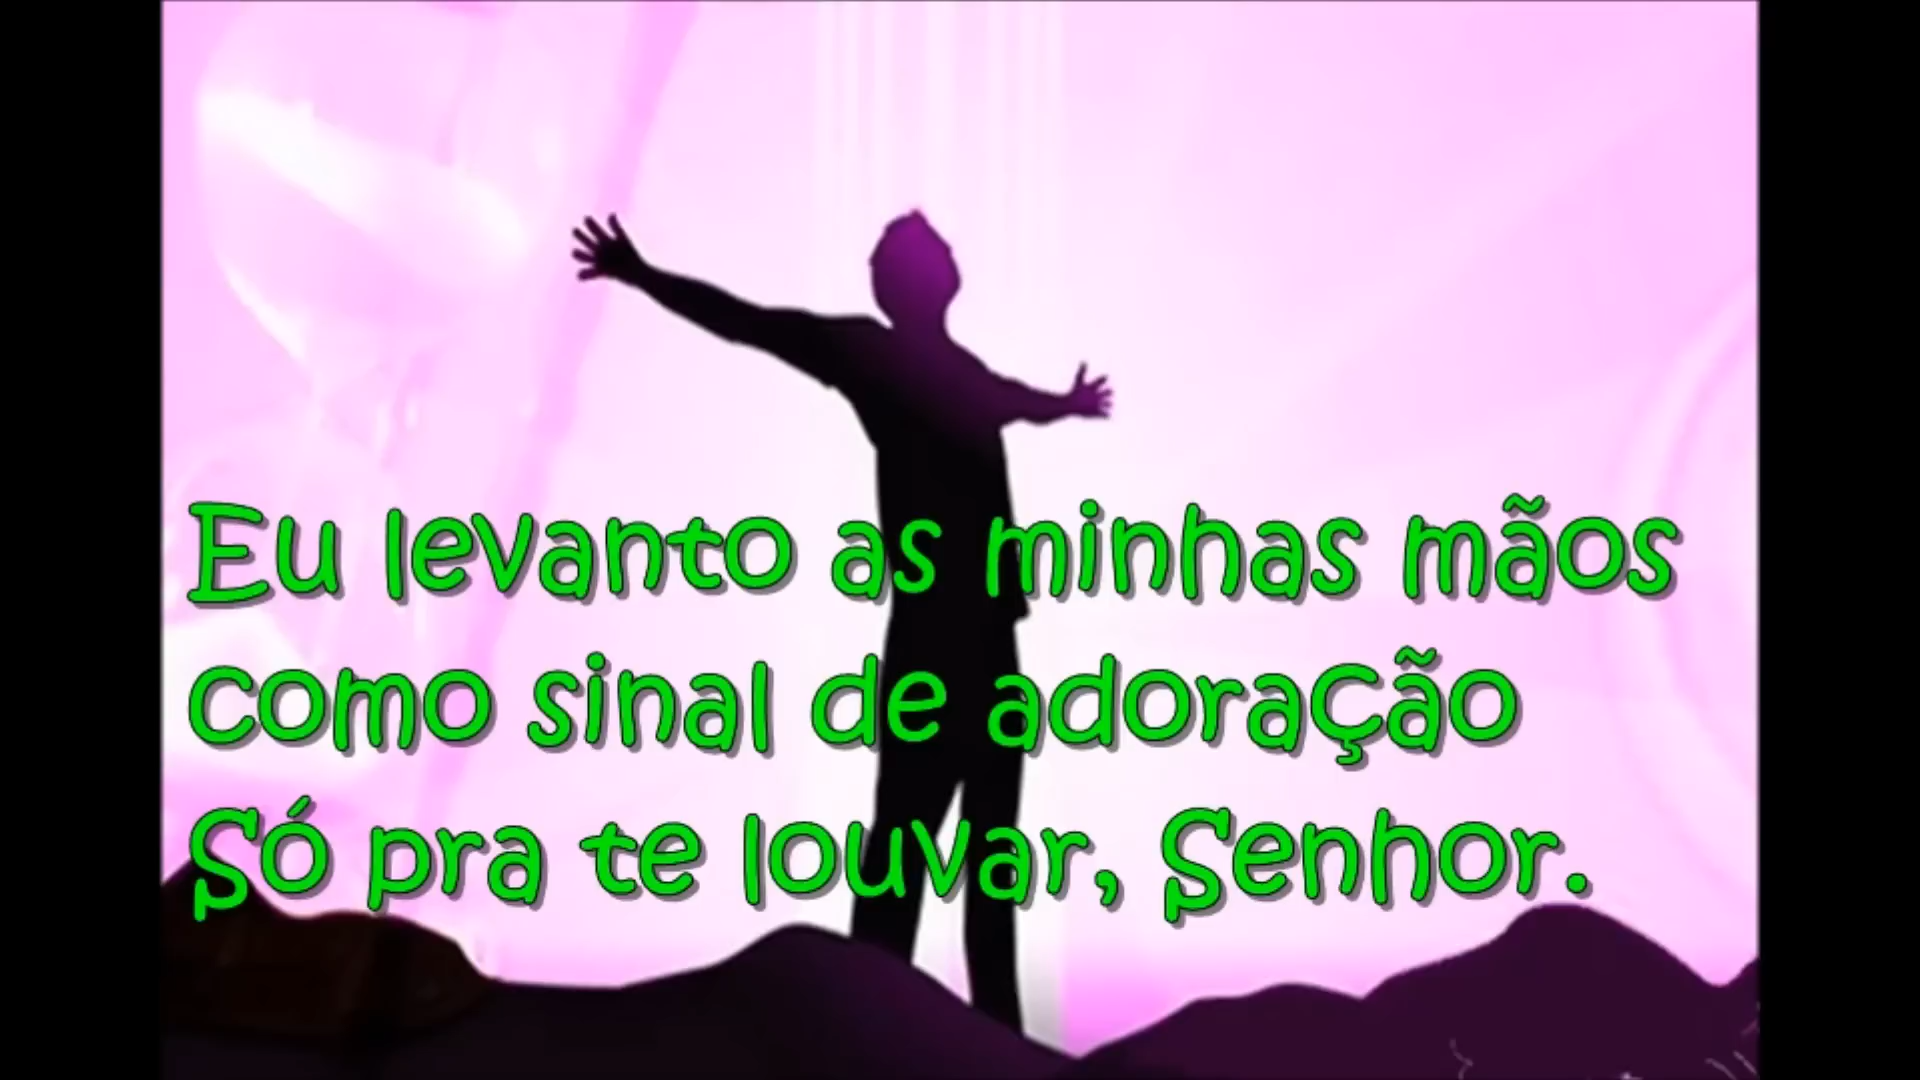 Eu levanto as minhas mãos
como sinal de adoração
Só pra te louvar, Senhor.